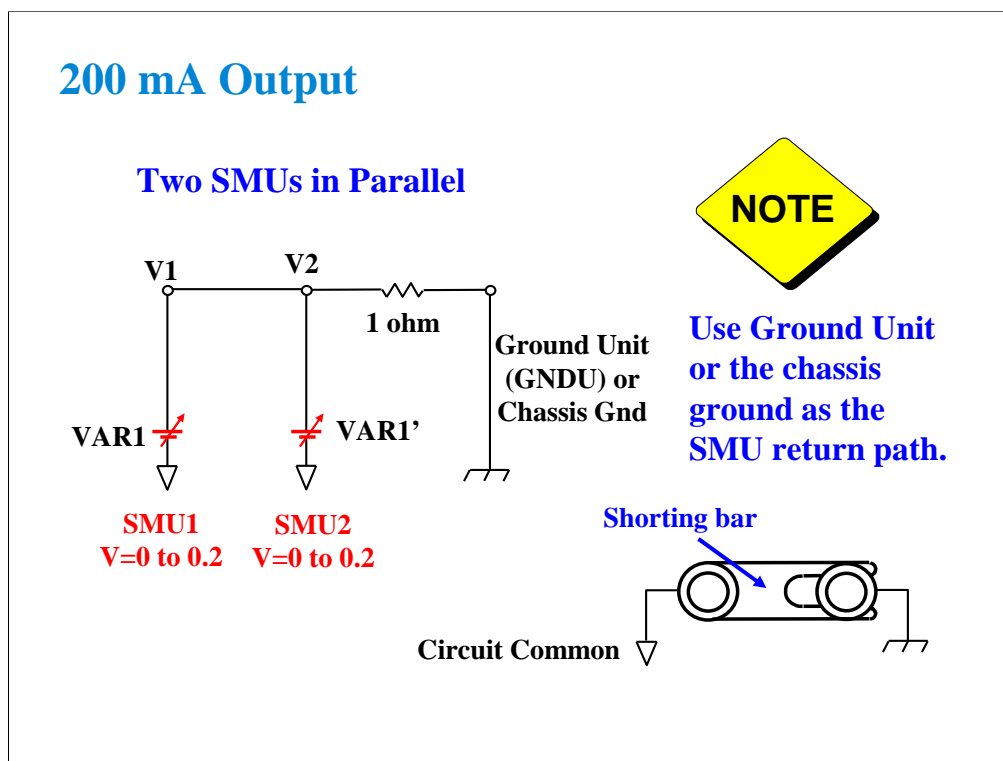 200 mA Output
Two SMUs in Parallel
NOTE
V1
V2
1 ohm
Ground Unit
(GNDU) or
Chassis Gnd
VAR1
VAR1’
SMU1
V=0 to 0.2
SMU2
V=0 to 0.2
Use Ground Unit
or the chassis
ground as the
SMU return path.
Shorting bar
Circuit Common